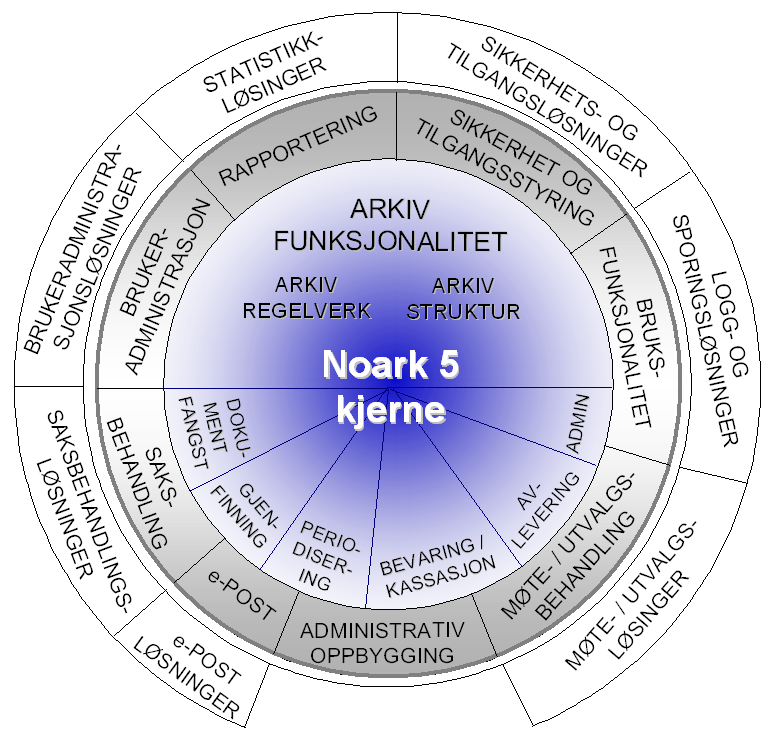 STATISTIKK-
LØSINGER
SIKKERHETS- OG
TILGANGSLØSNINGER
BRUKERADMINISTRA-
SJONSLØSNINGER
LOGG- OG
SPORINGSLØSNINGER
SAKSBEHANDLINGS-
LØSNINGER
e-POST
LØSNINGER
MØTE- / UTVALGS-
LØSINGER
RAPPORTERING
SIKKERHET OG
TILGANGSSTYRING
BRUKER-
ADMINISTRASJON
BRUKS-
FUNKSJONALITET
SAKS-
BEHANDLING
e-POST
ADMINISTRATIV
OPPBYGGING
MØTE- / UTVALGS-
BEHANDLING
ARKIV
FUNKSJONALITET
ARKIV
REGELVERK
ARKIV
STRUKTUR
Noark 5
kjerne
DOKU-
MENT
FANGST
GJEN-
FINNING
PERIO-
DISER-
ING
BEVARING /
KASSASJON
AV-
LEVERING
ADMIN